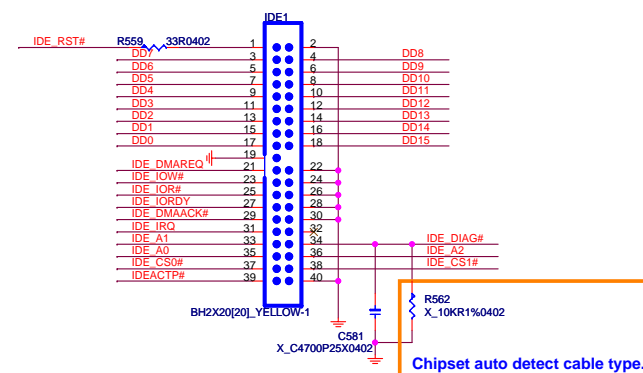 IDE1
IDE_RST# R559 33R0402 1 2
DD7 3 4 DD8
DD6 5 6 DD9
DD5 7 8 DD10
DD4 9 10 DD11
DD3 11 12 DD12
DD2 13 14 DD13
DD1 15 16 DD14
DD0 17 18 DD15
19
IDE_DMAREQ 21 22
IDE_IOW# 23 24
IDE_IOR# 25 26
IDE_IORDY 27 28
IDE_DMAACK# 29 30
IDE_IRQ 31 32
IDE_A1 33 34 IDE_DIAG#
IDE_A0 35 36 IDE_A2
IDE_CS0# 37 38 IDE_CS1#
IDEACTP# 39 40
BH2X20[20]_YELLOW-1
R562
X_10KR1%0402
C581
X_C4700P25X0402
Chipset auto detect cable type.